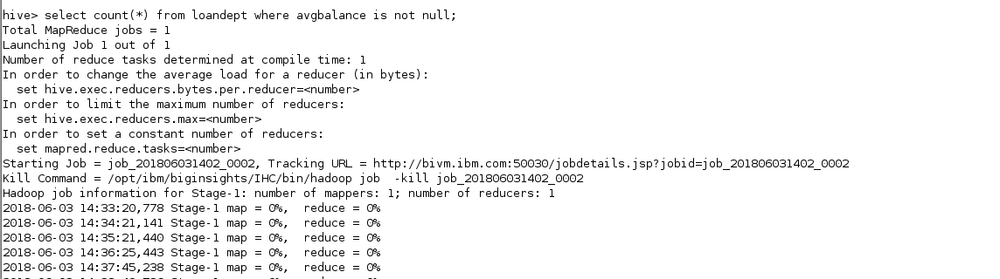 hive> select count(*) from loandept where avgbalance is not null;
Total MapReduce jobs = 1
Launching Job 1 out of 1
Number of reduce tasks determined at compile time: 1
In order to change the average load for a reducer (in bytes):
  set hive.exec.reducers.bytes.per.reducer=<number>
In order to limit the maximum number of reducers:
  set hive.exec.reducers.max=<number>
In order to set a constant number of reducers:
  set mapred.reduce.tasks=<number>
Starting Job = job_201806031402_0002, Tracking URL = http://bivm.ibm.com:50030/jobdetails.jsp?jobid=job_201806031402_0002
Kill Command = /opt/ibm/biginsights/IHC/bin/hadoop job  -kill job_201806031402_0002
Hadoop job information for Stage-1: number of mappers: 1; number of reducers: 1
2018-06-03 14:33:20,778 Stage-1 map = 0%,  reduce = 0%
2018-06-03 14:34:21,141 Stage-1 map = 0%,  reduce = 0%
2018-06-03 14:35:21,440 Stage-1 map = 0%,  reduce = 0%
2018-06-03 14:36:25,443 Stage-1 map = 0%,  reduce = 0%
2018-06-03 14:37:45,238 Stage-1 map = 0%,  reduce = 0%